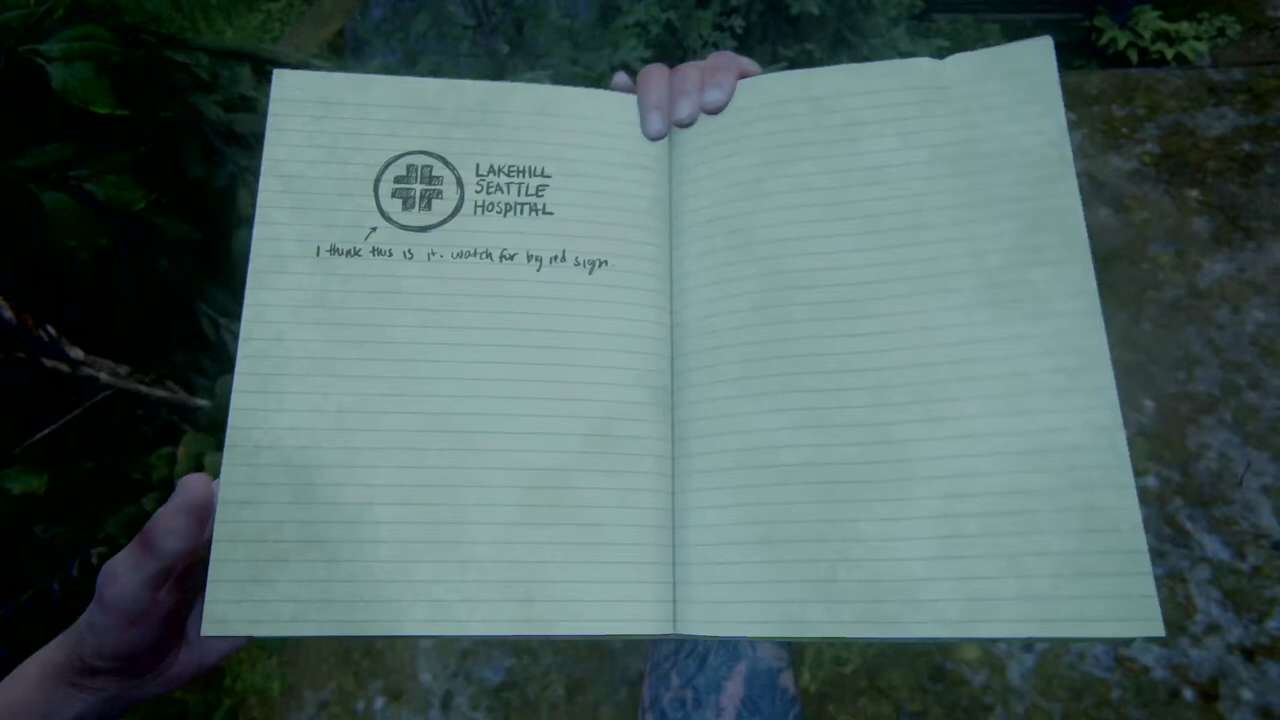 LAKEHILL
SEATTLE
HOSPITAL
I think this is it. watch for big red sign.